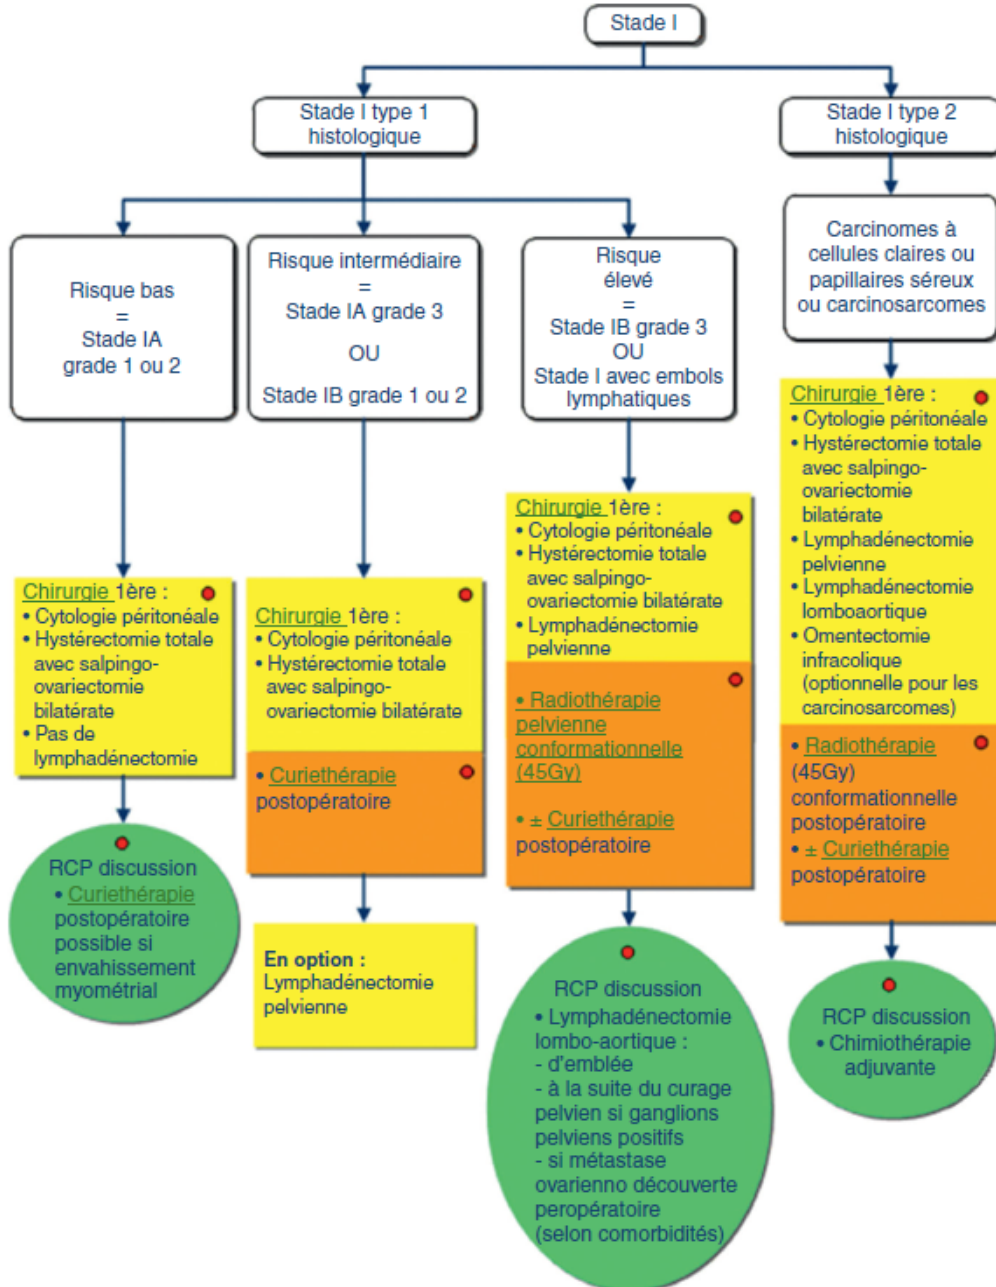 Stade I
Stade I type 1
histologique
Stade I type 2
histologique
Risque bas
=
Stade IA
grade 1 ou 2
Risque intermédiaire
=
Stade IA grade 3
OU
Stade IB grade 1 ou 2
Risque
élevé
=
Stade IB grade 3
OU
Stade I avec embols
lymphatiques
Carcinomes à
cellules claires ou
papillaires séreux
ou carcinosarcomes
Chirurgie 1ère :
• Cytologie péritonéale
• Hystérectomie totale
avec salpingo-
ovariectomie
bilatérate
• Pas de
lymphadénectomie
RCP discussion
• Curiethérapie
postopératoire
possible si
envahissement
myométrial
Chirurgie 1ère :
• Cytologie péritonéale
• Hystérectomie totale
avec salpingo-
ovariectomie bilatérate
• Curiethérapie
postopératoire
En option :
Lymphadénectomie
pelvienne
Chirurgie 1ère :
• Cytologie péritonéale
• Hystérectomie totale
avec salpingo-
ovariectomie bilatérate
• Lymphadénectomie
pelvienne
• Radiothérapie
pelvienne
conformationnelle
(45Gy)
• ± Curiethérapie
postopératoire
RCP discussion
• Lymphadénectomie
lombo-aortique :
- d'emblée
- à la suite du curage
pelvien si ganglions
pelviens positifs
- si métastase
ovarienno découverte
peropératoire
(selon comorbidités)
Chirurgie 1ère :
• Cytologie péritonéale
• Hystérectomie totale
avec salpingo-
ovariectomie
bilatérate
• Lymphadénectomie
pelvienne
• Lymphadénectomie
lomboaortique
• Omentectomie
infracolique
(optionnelle pour les
carcinosarcomes)
• Radiothérapie
(45Gy)
conformationnelle
postopératoire
• ± Curiethérapie
postopératoire
RCP discussion
• Chimiothérapie
adjuvante